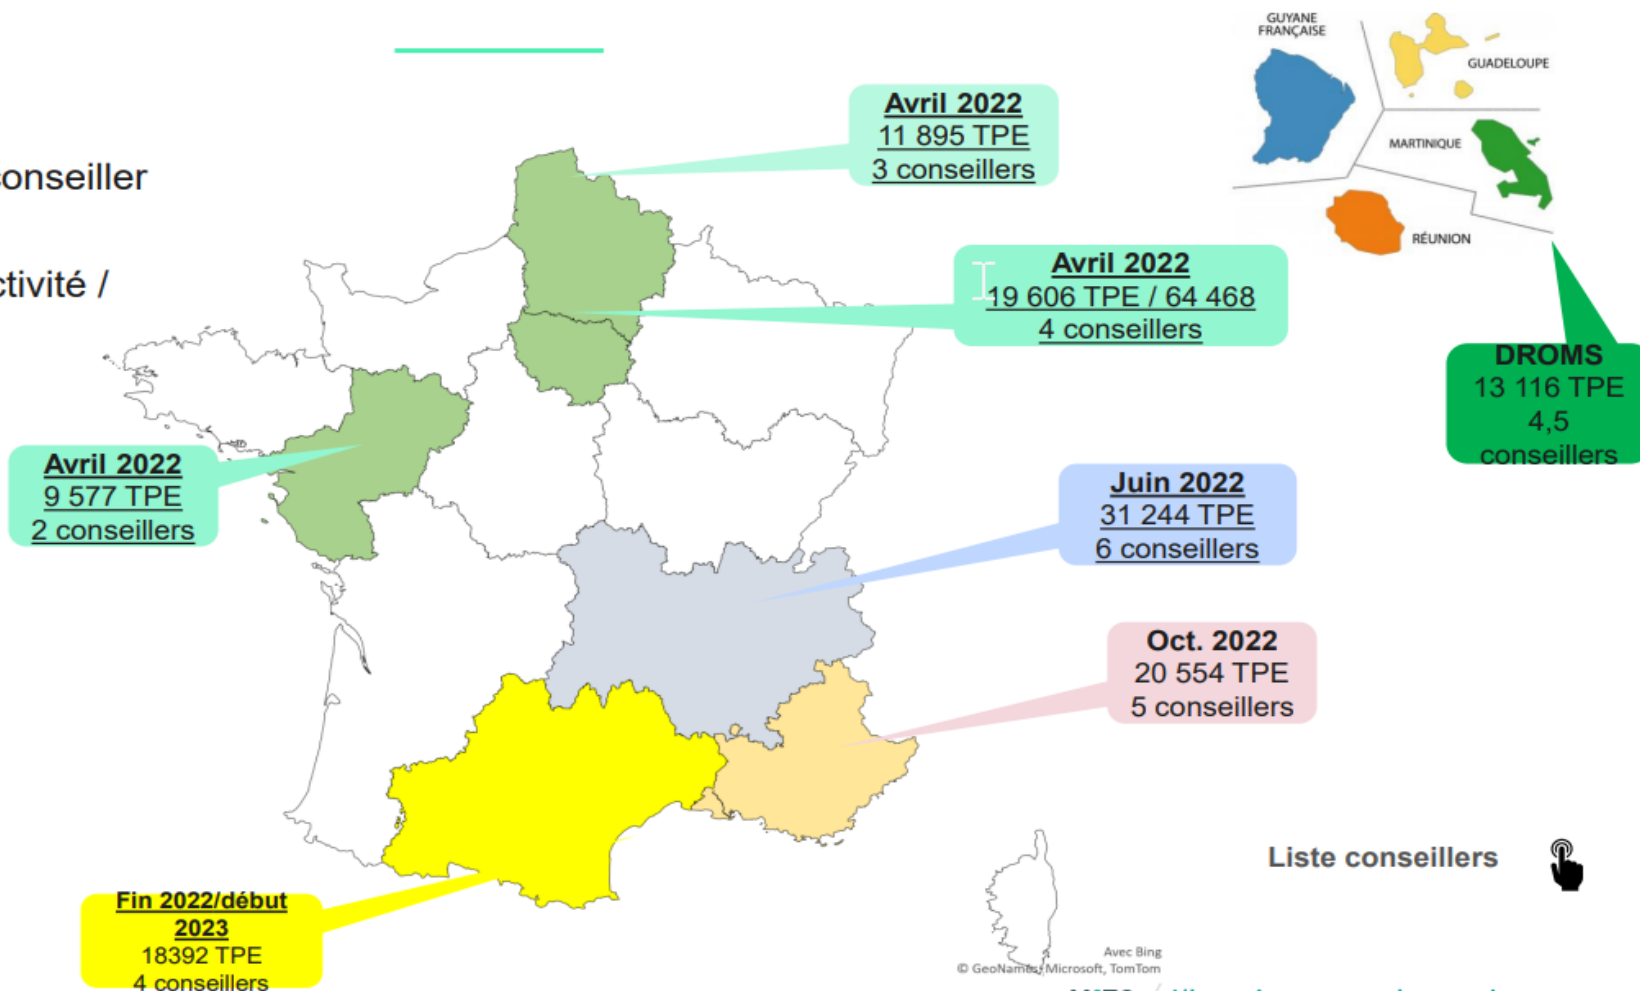 onseiller
ctivité /
Avril 2022
11 895 TPE
3 conseillers
GUYANE
FRANÇAISE
GUADELOUPE
MARTINIQUE
RÉUNION
Avril 2022
19 606 TPE / 64 468
4 conseillers
DROMS
13 116 TPE
4,5
conseillers
Avril 2022
9 577 TPE
2 conseillers
Juin 2022
31 244 TPE
6 conseillers
Oct. 2022
20 554 TPE
5 conseillers
Fin 2022/début
2023
18392 TPE
4 conseillers
Liste conseillers
Avec Bing
© GeoNames, Microsoft, TomTom